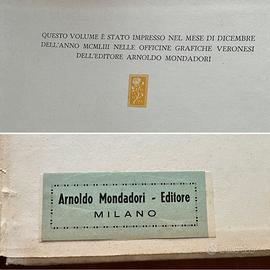 QUESTO VOLUME È STATO IMPRESSO NEL MESE DI DICEMBRE
DELL'ANNO MCMLIII NELLE OFFICINE GRAFICHE VERONESI
DELL'EDITORE ARNOLDO MONDADORI
Arnoldo Mondadori - Editore
MILANO
subito